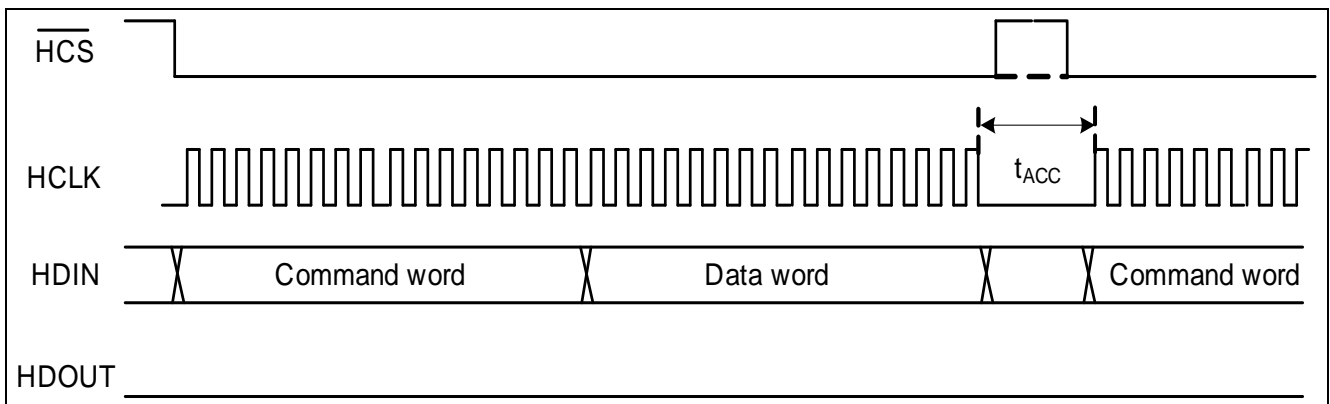 HCS
HCLK
tACC
HDIN
Command word
Data word
Command word
HDOUT